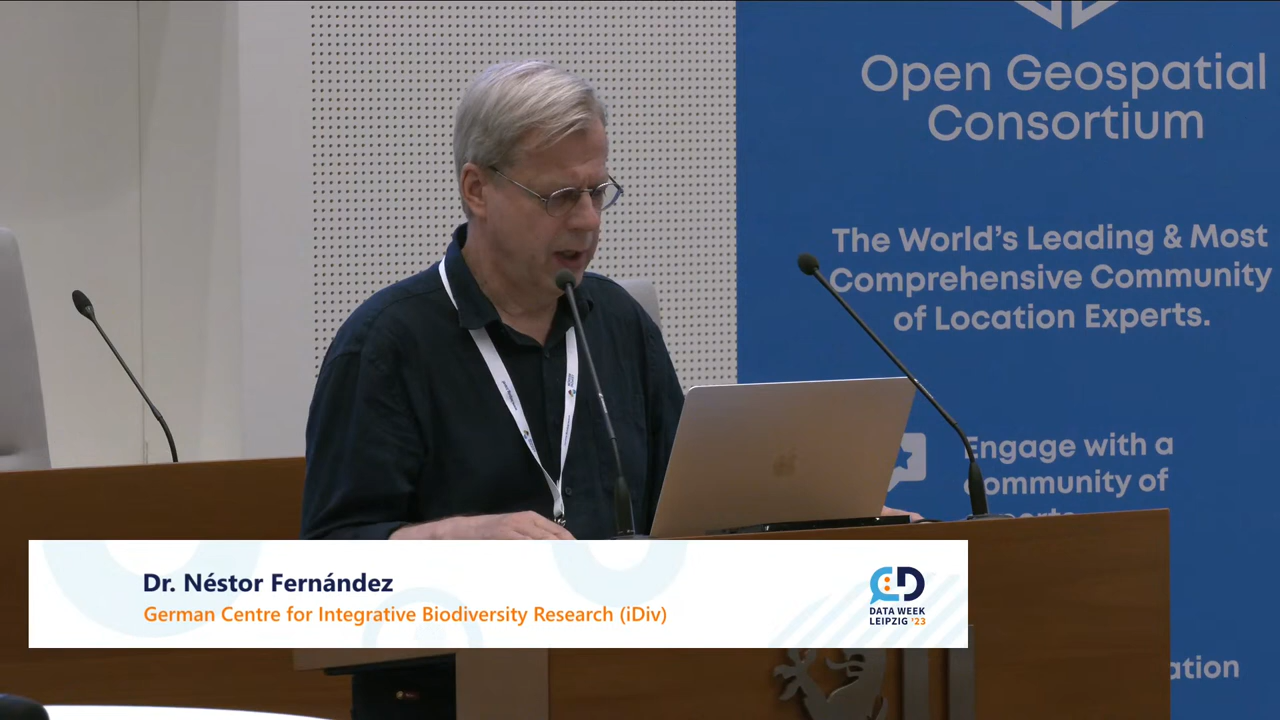 Open Geospatial
Consortium
The World's Leading & Most
Comprehensive Community
of Location Experts.
Engage with a
community of
Dr. Néstor Fernández
German Centre for Integrative Biodiversity Research (iDiv)
DATA WEEK
LEIPZIG '23